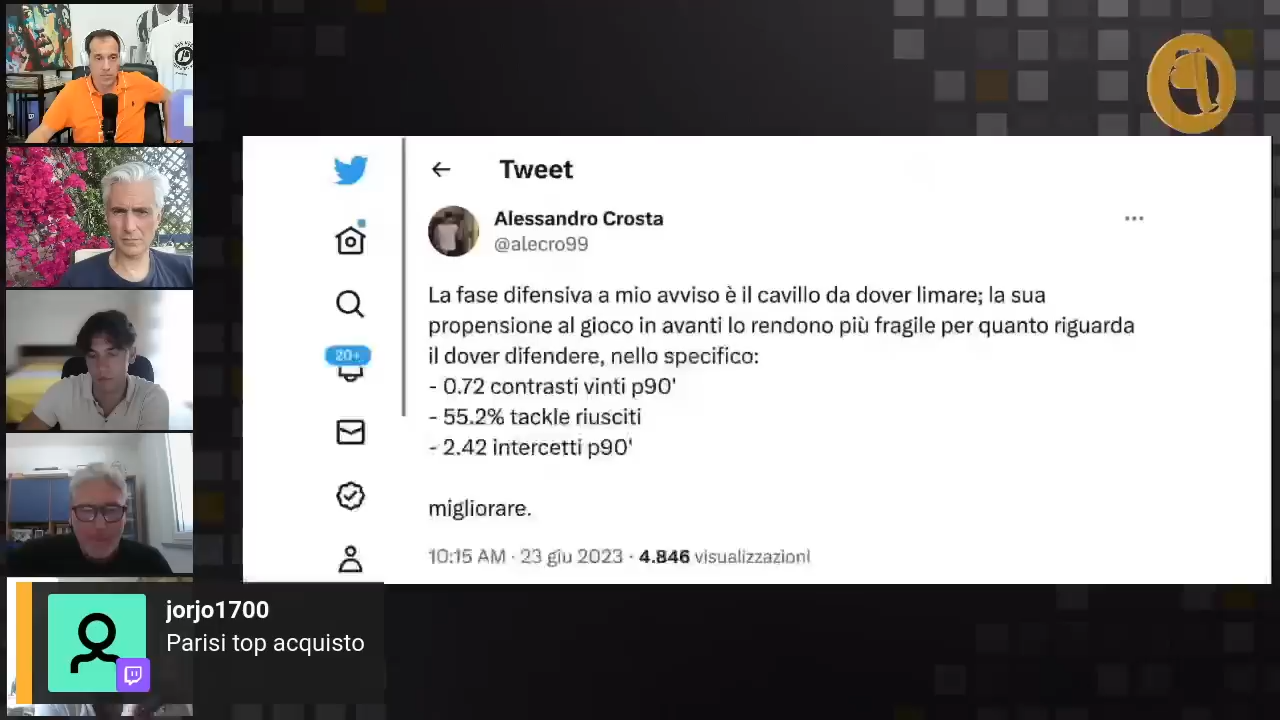 Tweet
Alessandro Crosta
@alecro99
La fase difensiva a mio avviso è il cavillo da dover limare; la sua
propensione al gioco in avanti lo rendono più fragile per quanto riguarda
il dover difendere, nello specifico:
- 0.72 contrasti vinti p90'
- 55.2% tackle riusciti
- 2.42 intercetti p90'
migliorare.
10:15 AM · 23 giu 2023 · 4.846 visualizzazioni
20+
jorjo1700
Parisi top acquisto